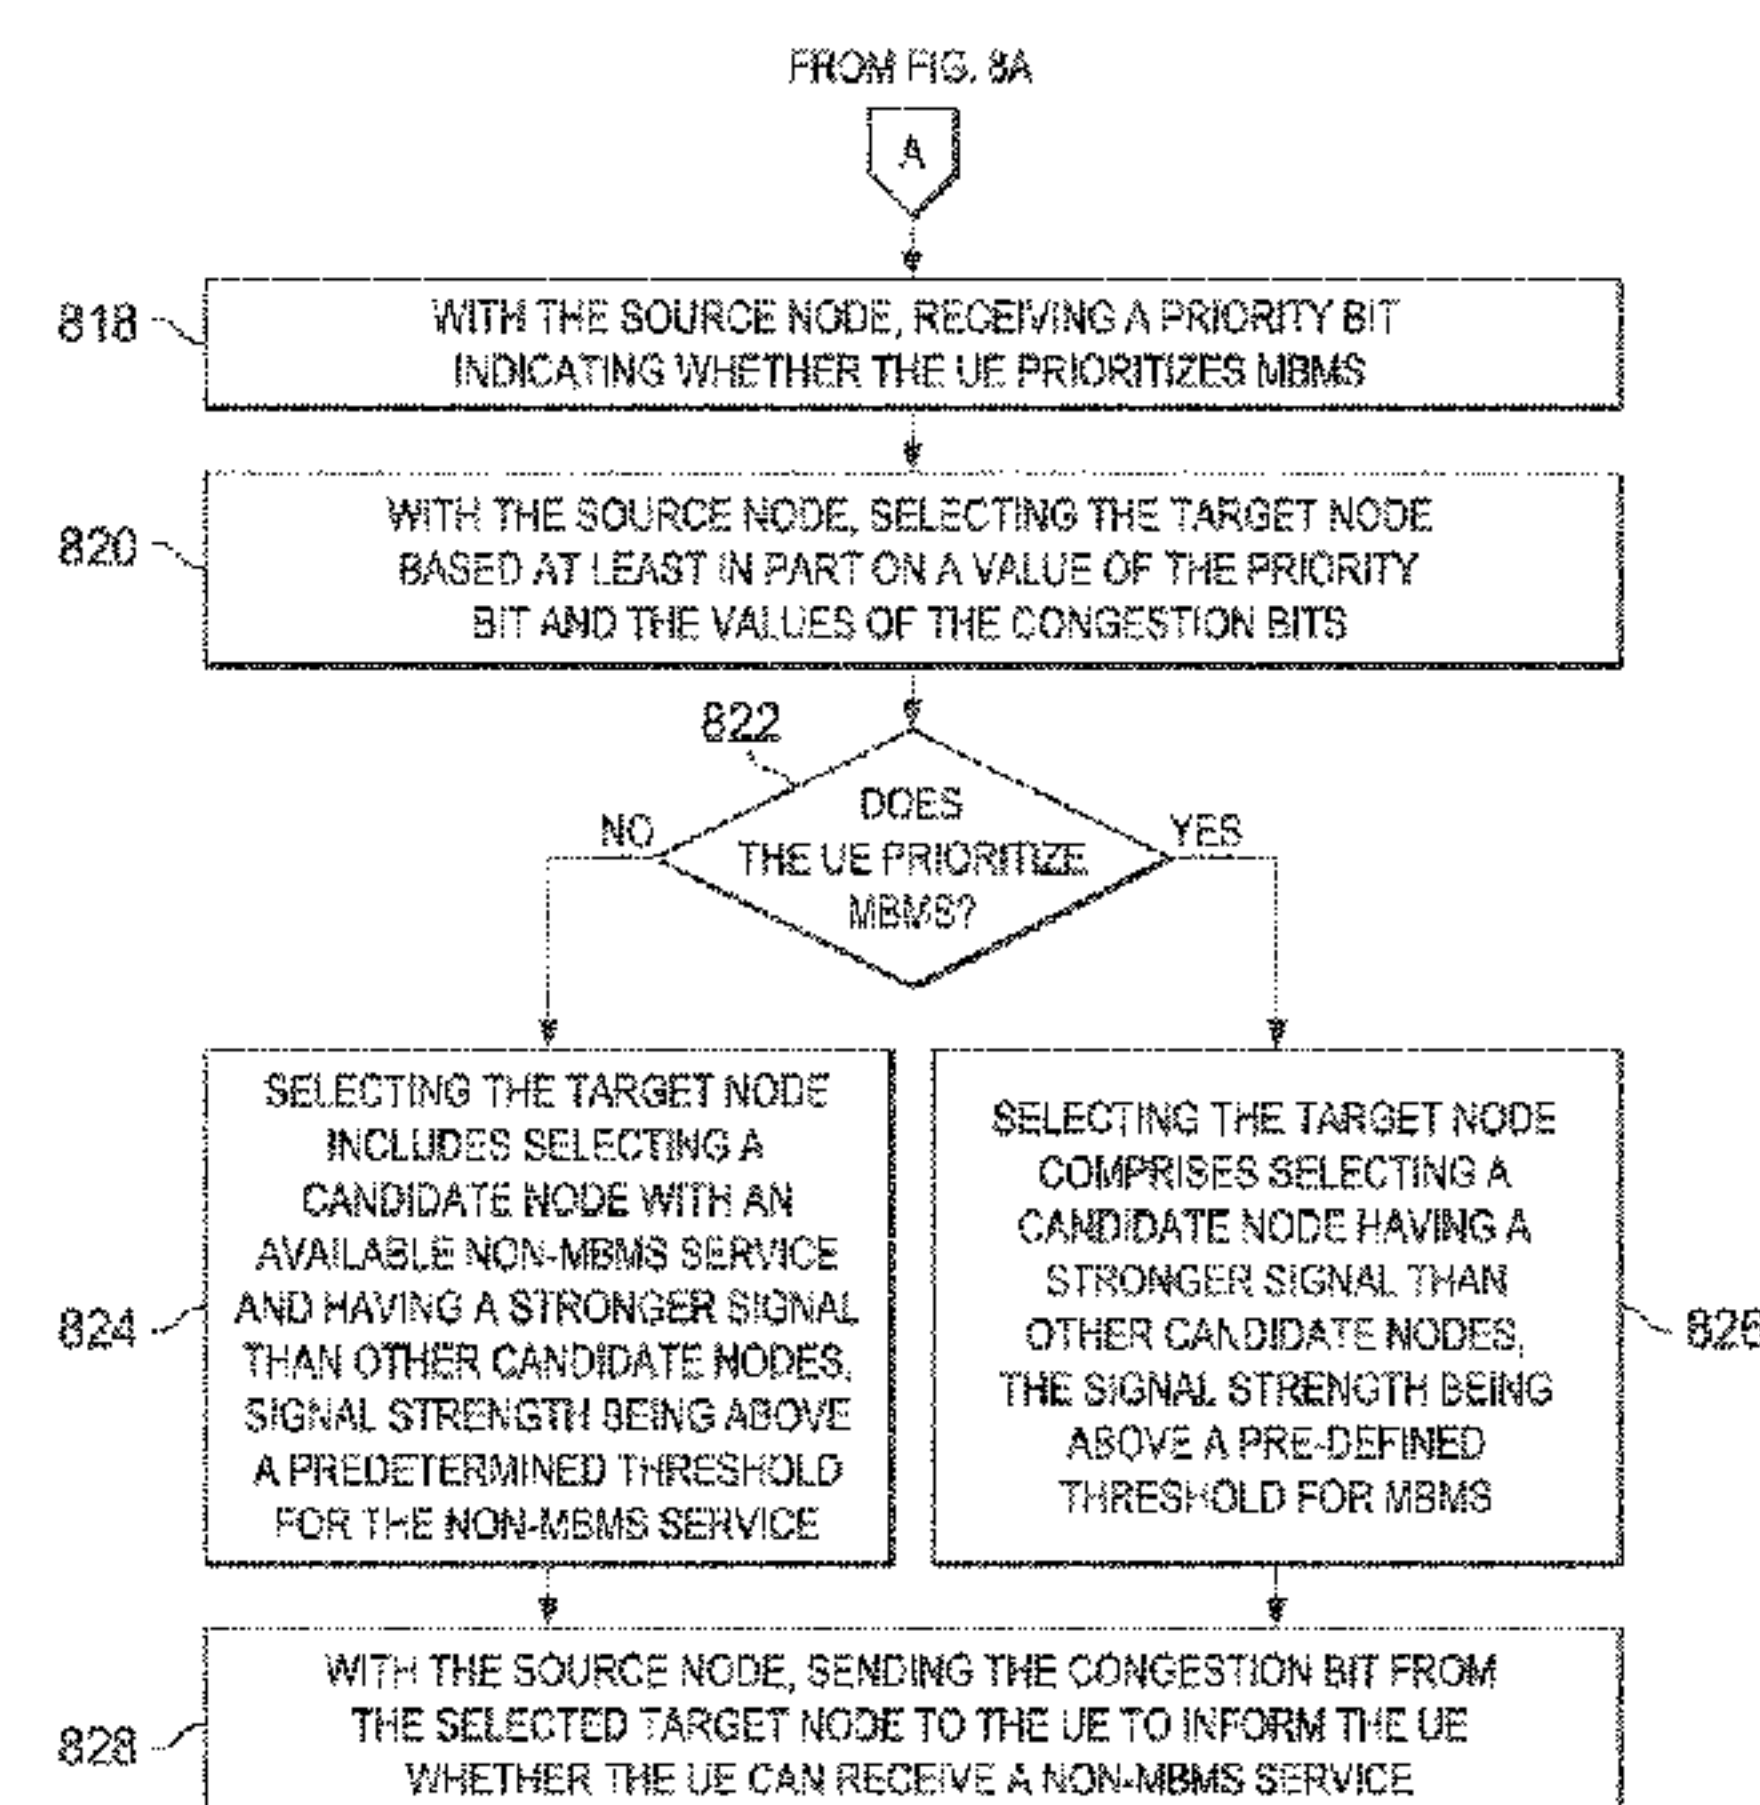 FROM FIG. 8A
A
818
WITH THE SOURCE NODE, RECEIVING A PRIORITY BIT
INDICATING WHETHER THE UE PRIORITIZES MBMS
820
WITH THE SOURCE NODE, SELECTING THE TARGET NODE
BASED AT LEAST IN PART ON A VALUE OF THE PRIORITY
BIT AND THE VALUES OF THE CONGESTION BITS
822
DOES
THE UE PRIORITIZE
MBMS?
NO
YES
824
SELECTING THE TARGET NODE
INCLUDES SELECTING A
CANDIDATE NODE WITH AN
AVAILABLE NON-MBMS SERVICE
AND HAVING A STRONGER SIGNAL
THAN OTHER CANDIDATE NODES,
SIGNAL STRENGTH BEING ABOVE
A PREDETERMINED THRESHOLD
FOR THE NON-MBMS SERVICE
SELECTING THE TARGET NODE
COMPRISES SELECTING A
CANDIDATE NODE HAVING A
STRONGER SIGNAL THAN
OTHER CANDIDATE NODES,
THE SIGNAL STRENGTH BEING
ABOVE A PRE-DEFINED
THRESHOLD FOR MBMS
826
828
WITH THE SOURCE NODE, SENDING THE CONGESTION BIT FROM
THE SELECTED TARGET NODE TO THE UE TO INFORM THE UE
WHETHER THE UE CAN RECEIVE A NON-MBMS SERVICE